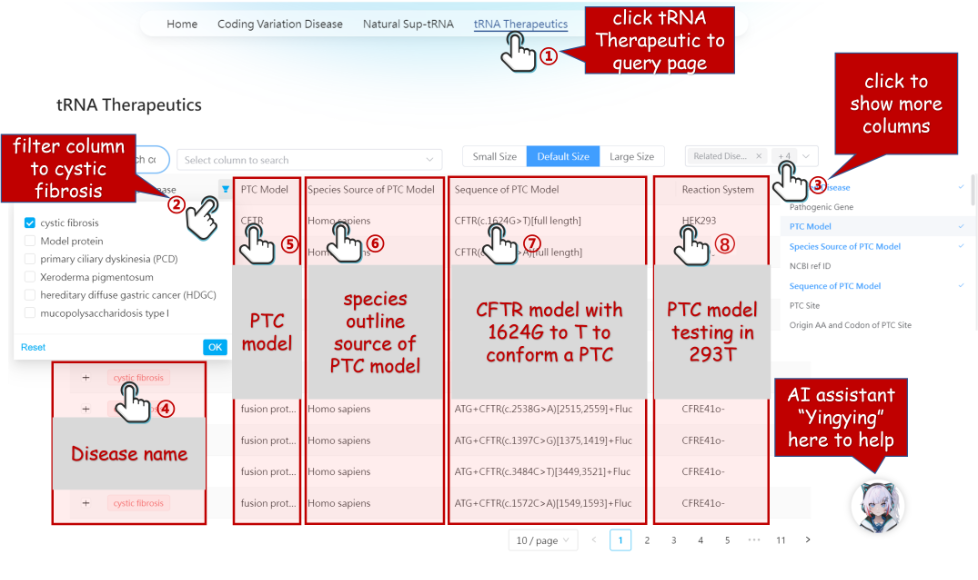 Home Coding Variation Disease Natural Sup-tRNA tRNA Therapeutics
①
click tRNA
Therapeutic to
query page
tRNA Therapeutics
click to
show more
columns
filter column
to cystic
fibrosis
Select column to search
Small Size Default Size Large Size
Related Dise... × + 4
②
③
PTC Model Species Source of PTC Model Sequence of PTC Model Reaction System
cystic fibrosis
Model protein
primary ciliary dyskinesia (PCD)
Xeroderma pigmentosum
hereditary diffuse gastric cancer (HDGC)
mucopolysaccharidosis type I
Reset OK
CFTR Homo sapiens CFTR(c.1624G>T)[full length] HEK293
⑤ ⑥ ⑦ ⑧
[full length]
Disease
Pathogenic Gene
PTC Model
Species Source of PTC Model
NCBI ref ID
Sequence of PTC Model
PTC Site
Origin AA and Codon of PTC Site
PTC
model
species
outline
source of
PTC model
CFTR model with
1624G to T to
conform a PTC
PTC model
testing in
293T
+ cystic fibrosis
④
Disease name
+ fusion prot... Homo sapiens ATG+CFTR(c.2538G>A)[2515,2559]+Fluc CFRE41o-
fusion prot... Homo sapiens ATG+CFTR(c.1397C>G)[1375,1419]+Fluc CFRE41o-
fusion prot... Homo sapiens ATG+CFTR(c.3484C>T)[3449,3521]+Fluc CFRE41o-
+ cystic fibrosis fusion prot... Homo sapiens ATG+CFTR(c.1572C>A)[1549,1593]+Fluc CFRE41o-
AI assistant
“Yingying”
here to help
10 / page < 1 2 3 4 5 ••• 11 >